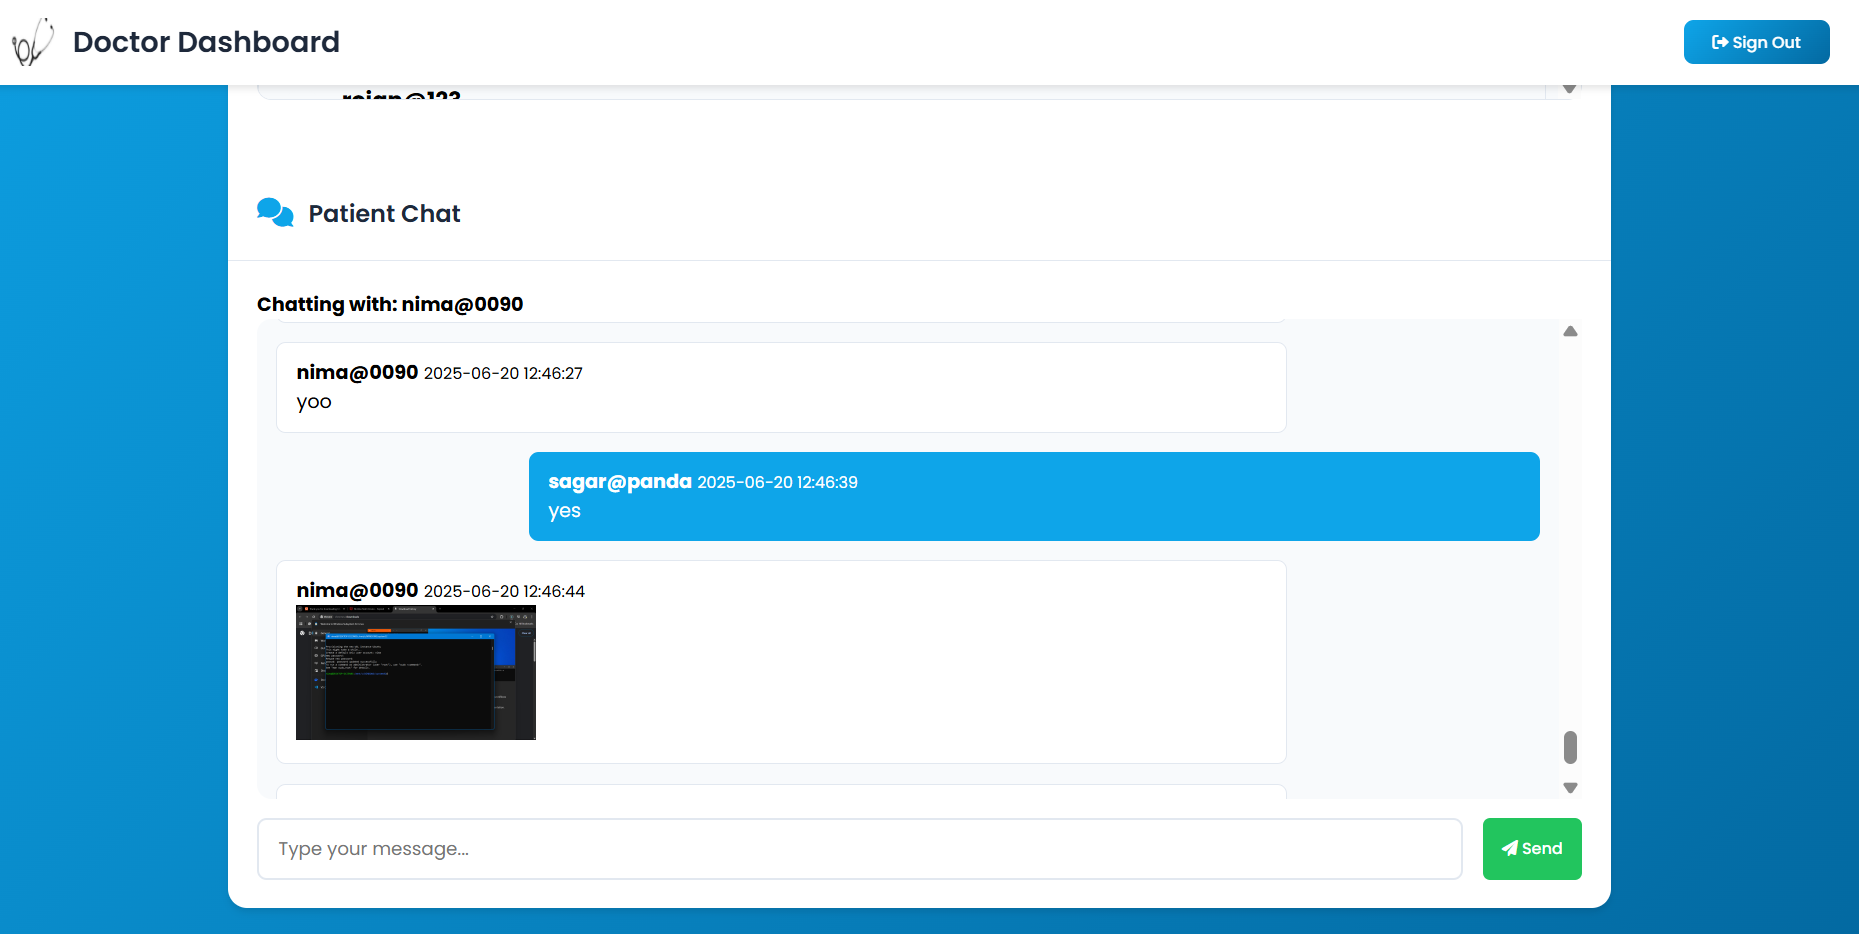 Doctor Dashboard
Sign Out
rojan@123
Patient Chat
Chatting with: nima@0090
nima@0090 2025-06-20 12:46:27
yoo
sagar@panda 2025-06-20 12:46:39
yes
nima@0090 2025-06-20 12:46:44
Type your message...
Send